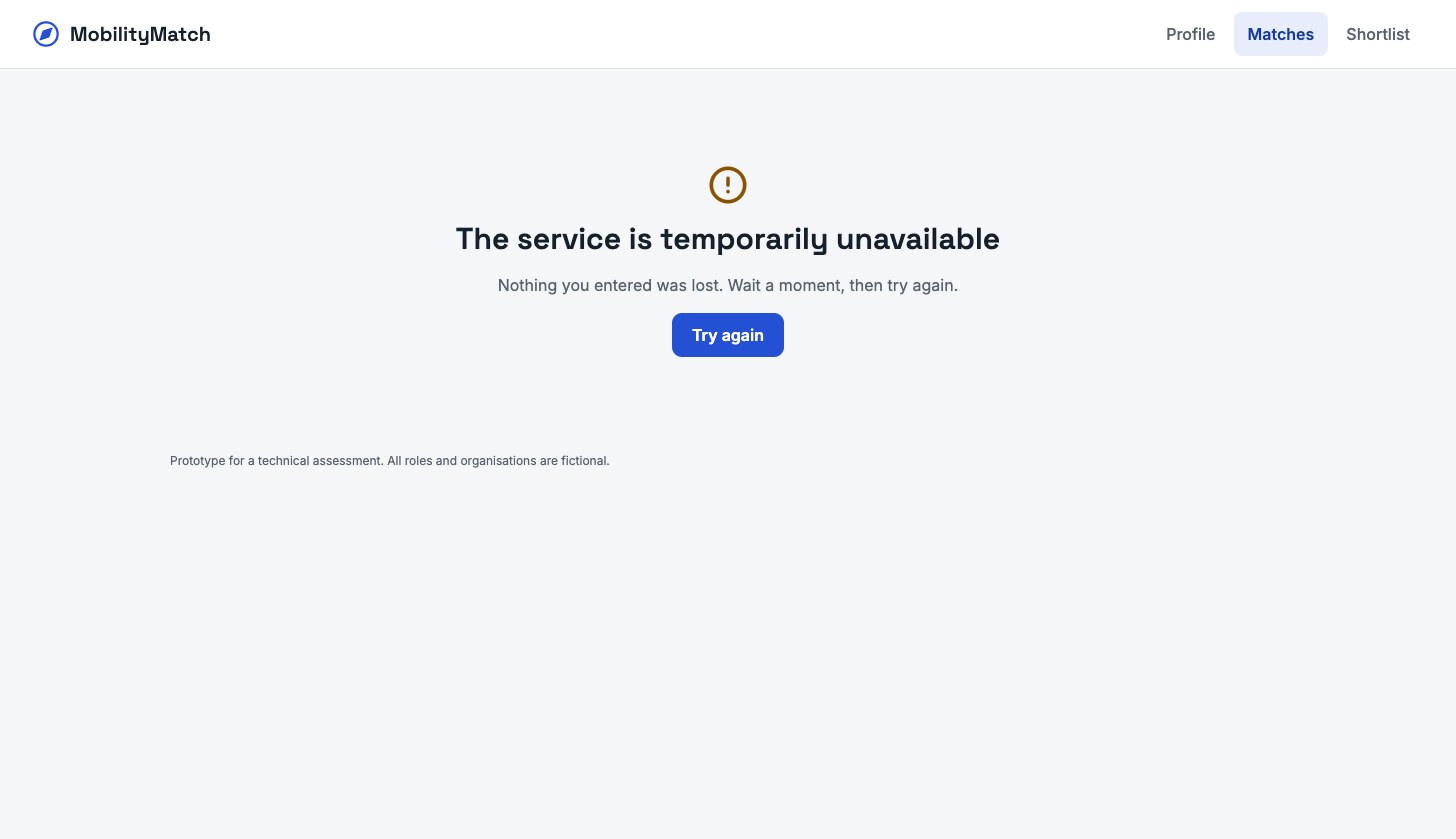 MobilityMatch
Profile
Matches
Shortlist
The service is temporarily unavailable
Nothing you entered was lost. Wait a moment, then try again.
Try again
Prototype for a technical assessment. All roles and organisations are fictional.